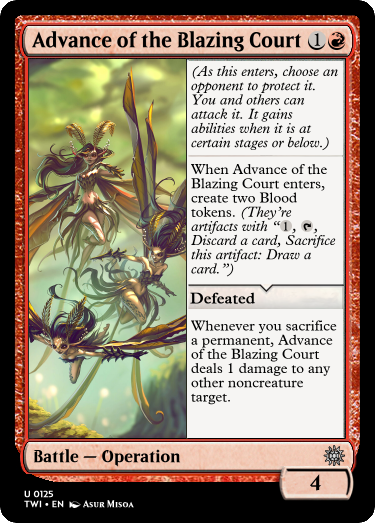 Advance of the Blazing Court 1
(As this enters, choose an
opponent to protect it.
You and others can
attack it. It gains
abilities when it is at
certain stages or below.)
When Advance of the
Blazing Court enters,
create two Blood
tokens. (They're
artifacts with “1, ,
Discard a card, Sacrifice
this artifact: Draw a
card.”)
Defeated
Whenever you sacrifice
a permanent, Advance
of the Blazing Court
deals 1 damage to any
other noncreature
target.
Battle — Operation
4
U 0125
TWI • EN Asur Misoa